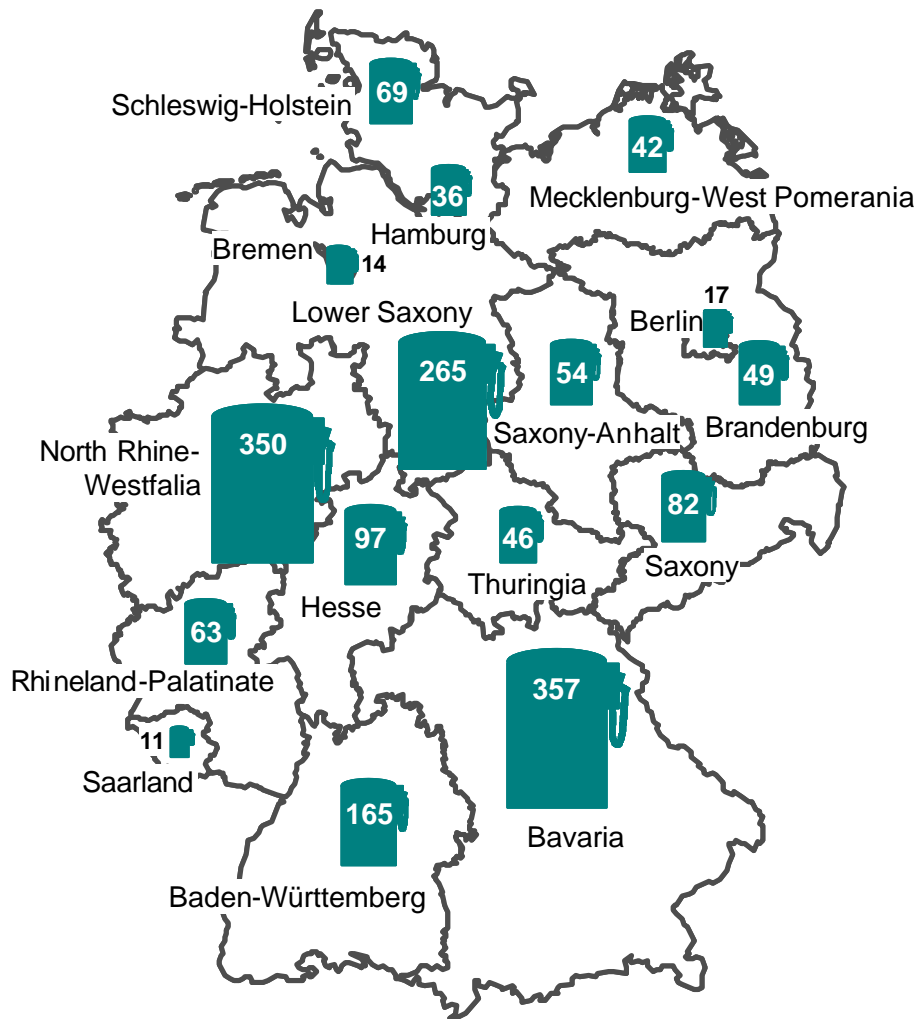 69
Schleswig-Holstein
42
Mecklenburg-West Pomerania
36
Hamburg
Bremen
14
Lower Saxony
17
Berlin
265
54
49
Saxony-Anhalt
Brandenburg
350
North Rhine-
Westfalia
82
Saxony
97
Hesse
46
Thuringia
63
Rhineland-Palatinate
357
Bavaria
11
Saarland
165
Baden-Württemberg